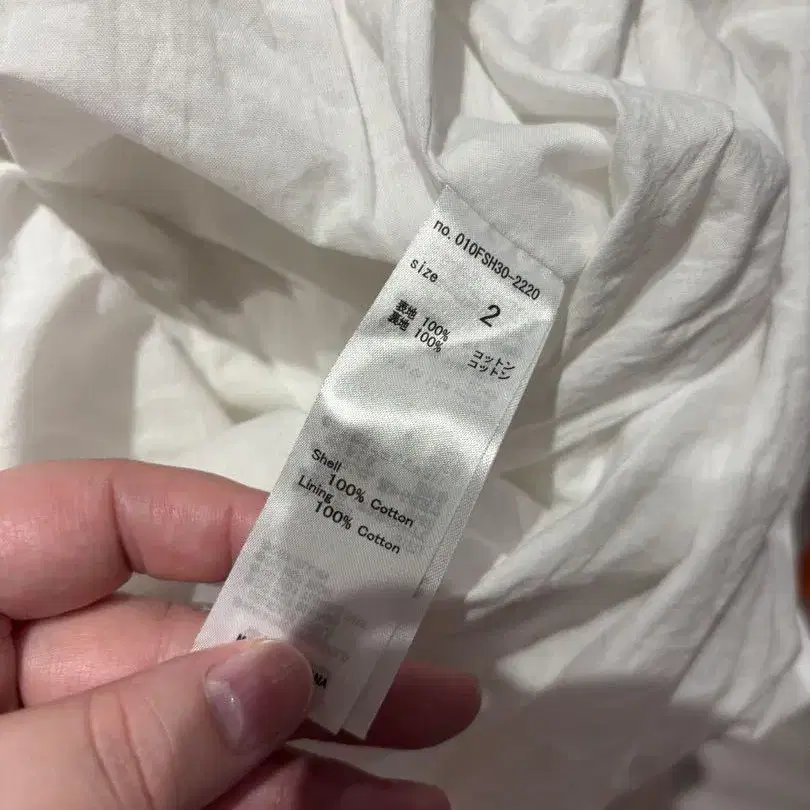 no. 010FSH30-2220
size 2
表地 100% コットン
裏地 100% コットン
Shell
100% Cotton
Lining
100% Cotton